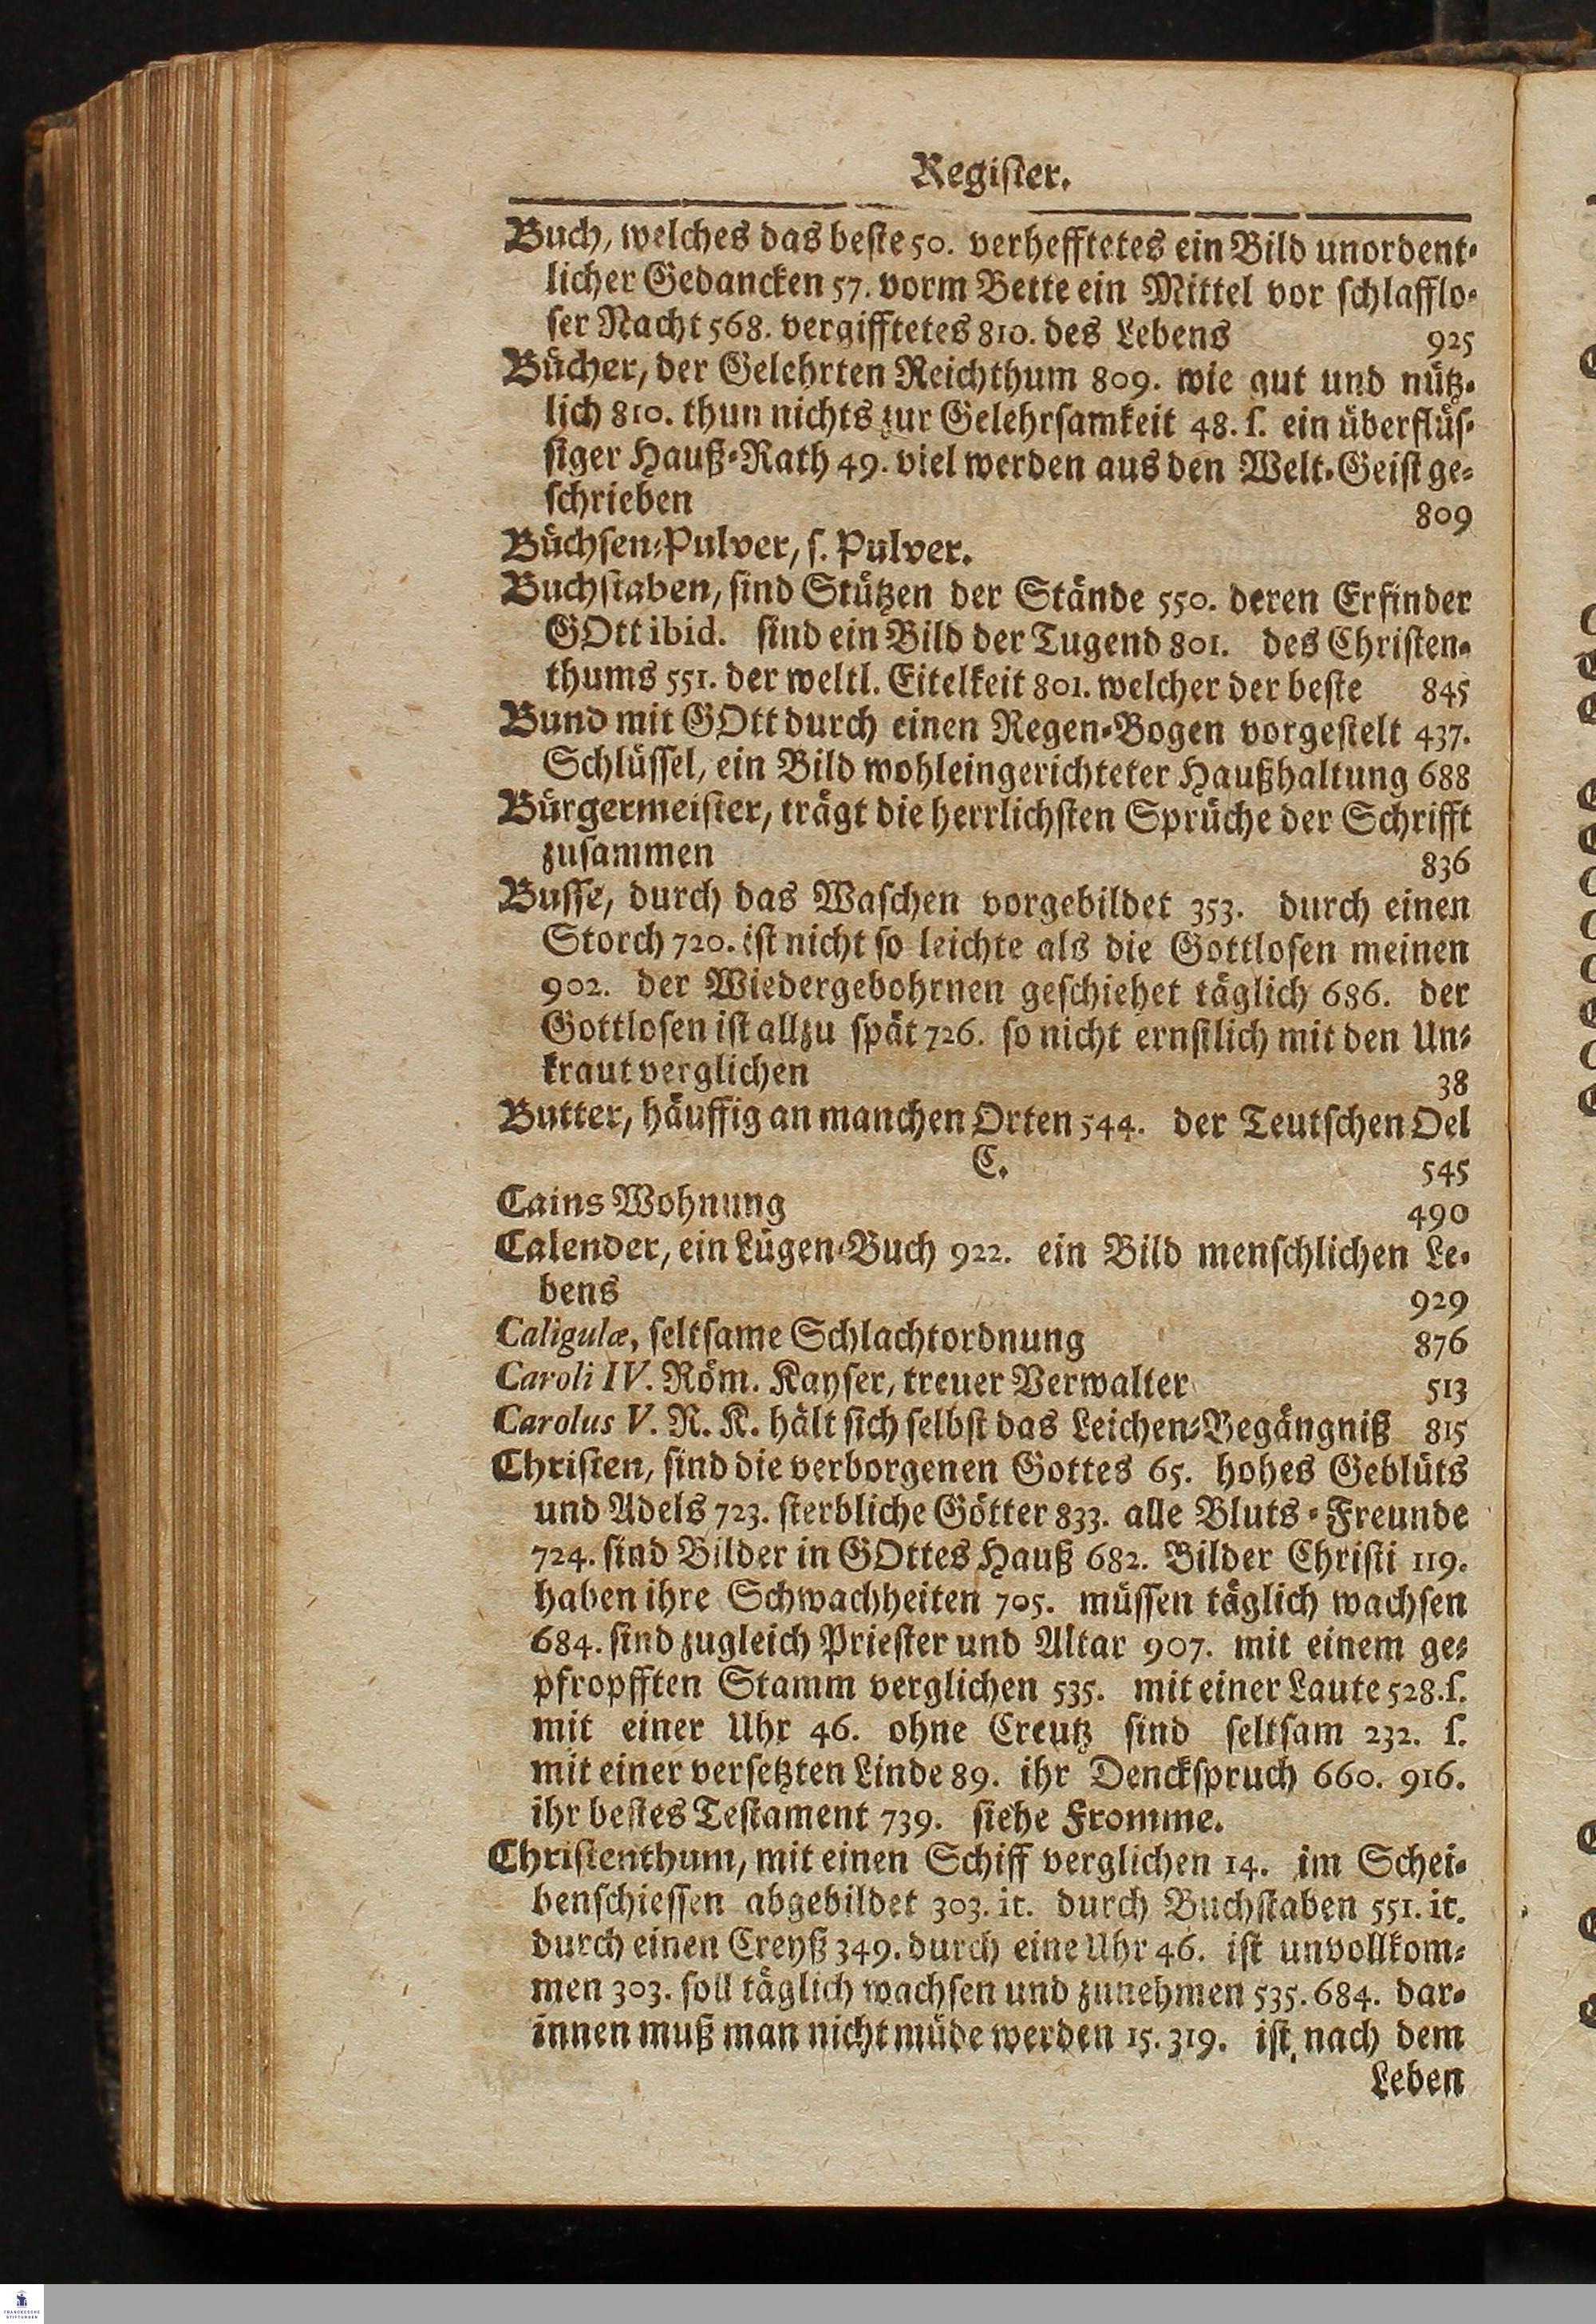 Regiſter.
Buch, welches das beſte 50. verhefftetes ein Bild unordent-
licher Gedancken 57. vorm Bette ein Mittel vor ſchlafflo-
ſer Nacht 568. vergifftetes 810. des Lebens 925
Bücher, der Gelehrten Reichthum 809. wie gut und nütz-
lich 810. thun nichts zur Gelehrſamkeit 48. ſ. ein überflüſ-
ſiger Hauß-Rath 49. viel werden aus den Welt-Geiſt ge-
ſchrieben 809
Büchſen-Pulver, ſ. Pulver.
Buchſtaben, ſind Stützen der Stände 550. deren Erfinder
GOtt ibid. ſind ein Bild der Tugend 801. des Chriſten-
thums 551. der weltl. Eitelkeit 801. welcher der beſte 845
Bund mit GOtt durch einen Regen-Bogen vorgeſtelt 437.
Schlüſſel, ein Bild wohleingerichteter Haußhaltung 688
Bürgermeiſter, trägt die herrlichſten Sprüche der Schrifft
zuſammen 836
Buſſe, durch das Waſchen vorgebildet 353. durch einen
Storch 720. iſt nicht ſo leichte als die Gottloſen meinen
902. der Wiedergebohrnen geſchiehet täglich 686. der
Gottloſen iſt allzu ſpät 726. ſo nicht ernſtlich mit den Un-
kraut verglichen 38
Butter, häuffig an manchen Orten 544. der Teutſchen Oel
C. 545
Cains Wohnung 490
Calender, ein Lügen-Buch 922. ein Bild menſchlichen Le-
bens 929
Caligulæ, ſeltſame Schlachtordnung 876
Caroli IV. Röm. Kayſer, treuer Verwalter 513
Carolus V. R. K. hält ſich ſelbſt das Leichen-Begängniß 815
Chriſten, ſind die verborgenen Gottes 65. hohes Geblüts
und Adels 723. ſterbliche Götter 833. alle Bluts-Freunde
724. ſind Bilder in GOttes Hauß 682. Bilder Chriſti 119.
haben ihre Schwachheiten 705. müſſen täglich wachſen
684. ſind zugleich Prieſter und Altar 907. mit einem ge-
pfropfften Stamm verglichen 535. mit einer Laute 528. ſ.
mit einer Uhr 46. ohne Creutz ſind ſeltſam 232. ſ.
mit einer verſetzten Linde 89. ihr Denckſpruch 660. 916.
ihr beſtes Teſtament 739. ſiehe Fromme.
Chriſtenthum, mit einen Schiff verglichen 14. im Schei-
benſchieſſen abgebildet 303. it. durch Buchſtaben 551. it.
durch einen Creyß 349. durch eine Uhr 46. iſt unvollkom-
men 303. ſoll täglich wachſen und zunehmen 535. 684. dar-
innen muß man nicht müde werden 15. 319. iſt nach dem
Leben
FRANCKESCHE
STIFTUNGEN